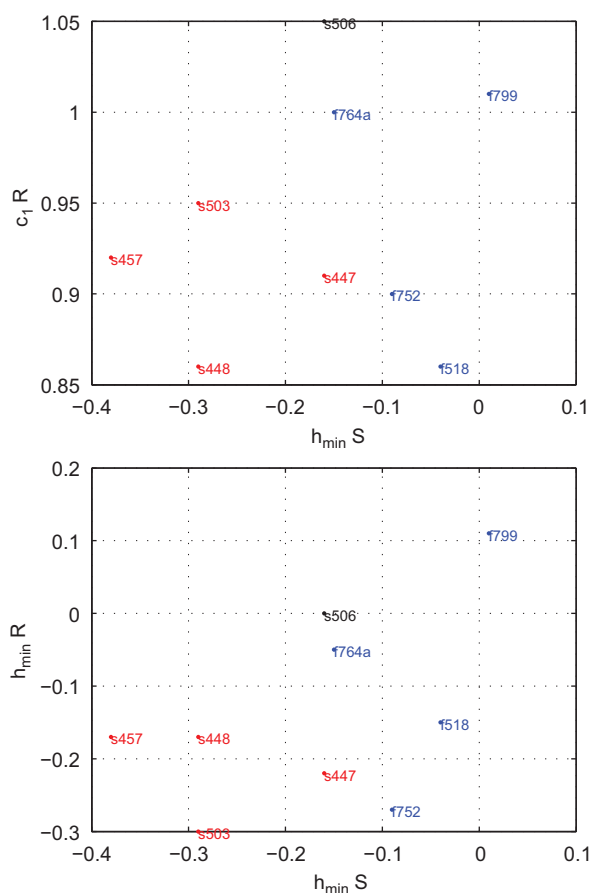 1.05
1
0.95
0.9
0.85
c₁ R
s506
f799
f764a
s503
s457
s447
f752
s448
f518
−0.4 −0.3 −0.2 −0.1 0 0.1
h_min S
0.2
0.1
0
−0.1
−0.2
−0.3
h_min R
f799
s506
f764a
f518
s457 s448
s447
f752
s503
−0.4 −0.3 −0.2 −0.1 0 0.1
h_min S